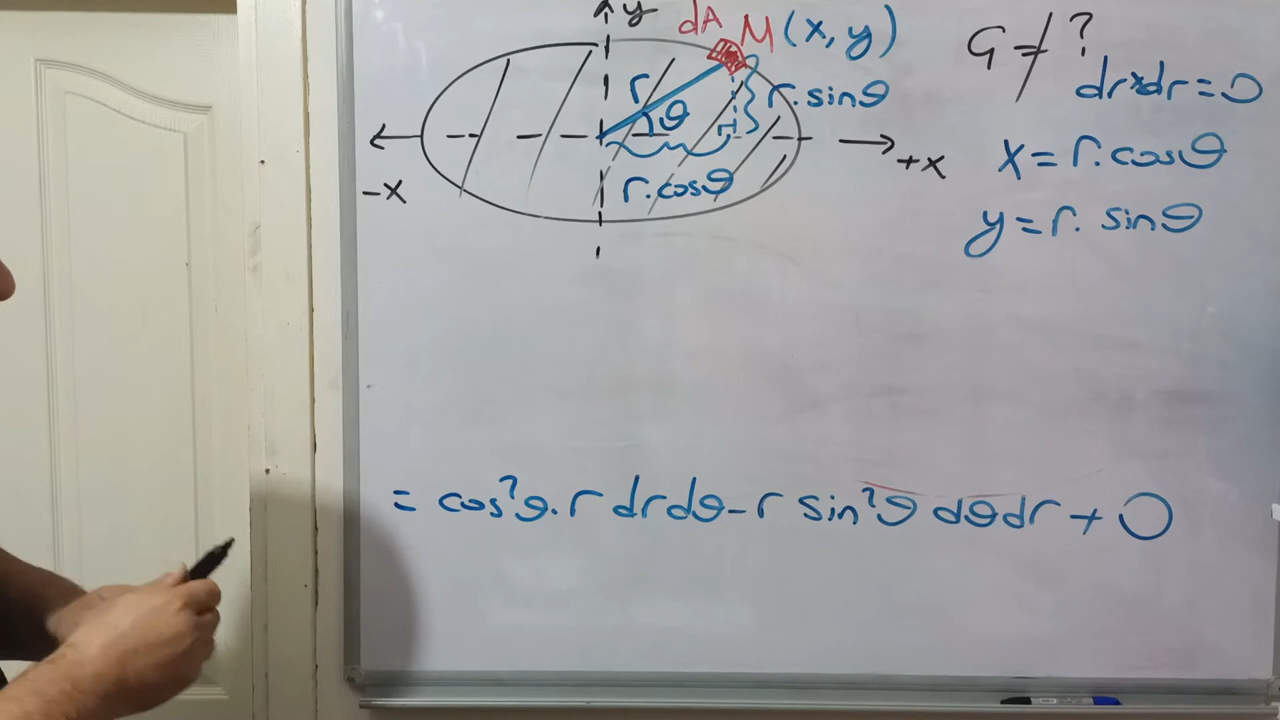 y
dA M (x, y)
r
θ
r.sinθ
r.cosθ
-x
+x
G = ?
dr×dr=0
x = r.cosθ
y = r. sinθ
= cos²θ.r drdθ-r sin²θ dθdr + 0